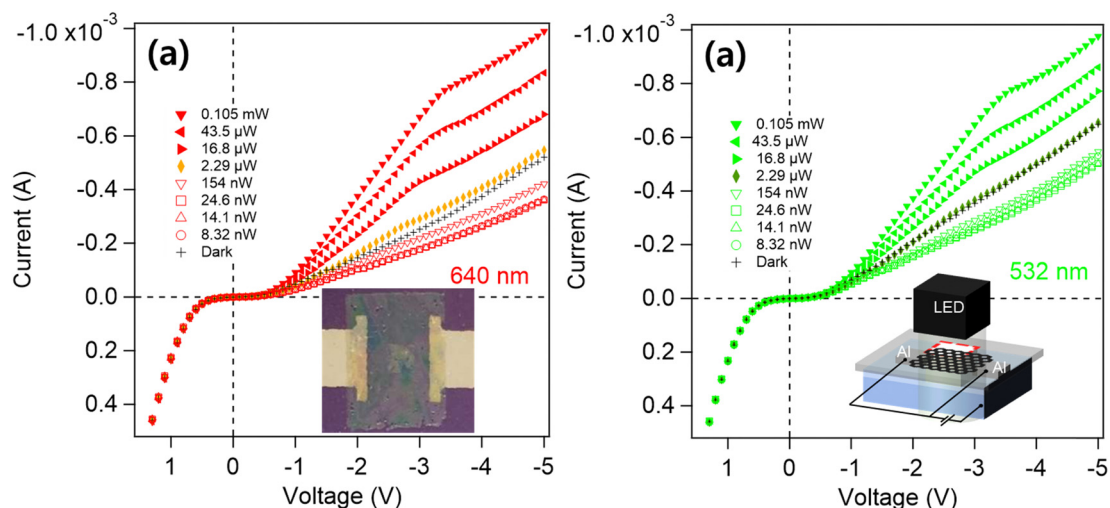 -1.0 x10⁻³
-0.8
-0.6
-0.4
-0.2
0.0
0.2
0.4
Current (A)
(a)
0.105 mW
43.5 µW
16.8 µW
2.29 µW
154 nW
24.6 nW
14.1 nW
8.32 nW
Dark
640 nm
1 0 -1 -2 -3 -4 -5
Voltage (V)
-1.0 x 10⁻³
-0.8
-0.6
-0.4
-0.2
0.0
0.2
0.4
Current (A)
(a)
0.105 mW
43.5 µW
16.8 µW
2.29 µW
154 nW
24.6 nW
14.1 nW
8.32 nW
Dark
532 nm
LED
Al
Al
1 0 -1 -2 -3 -4 -5
Voltage (V)